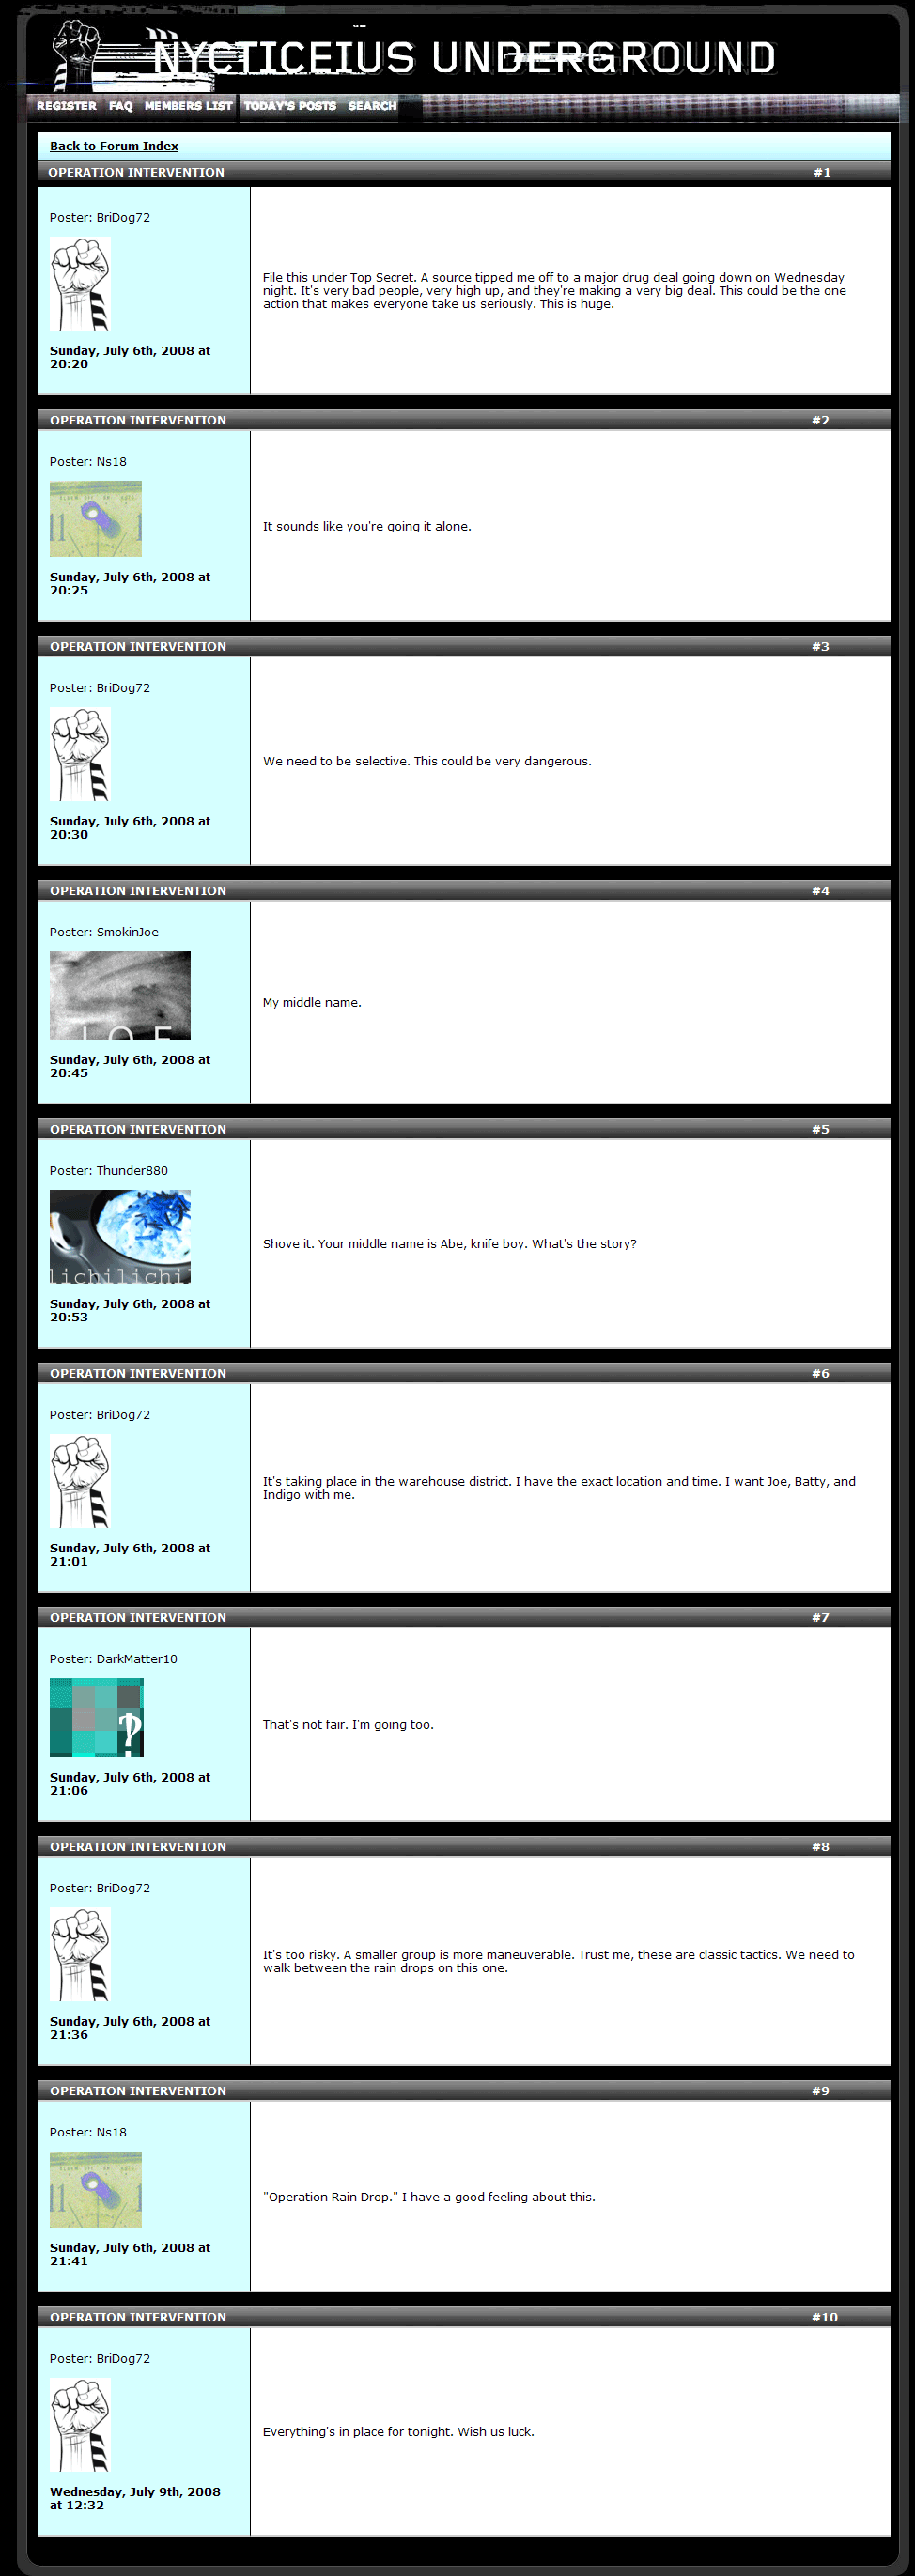 NYCTICEIUS UNDERGROUND
REGISTER FAQ MEMBERS LIST TODAY'S POSTS SEARCH
Back to Forum Index
OPERATION INTERVENTION #1
Poster: BriDog72
File this under Top Secret. A source tipped me off to a major drug deal going down on Wednesday
night. It's very bad people, very high up, and they're making a very big deal. This could be the one
action that makes everyone take us seriously. This is huge.
Sunday, July 6th, 2008 at
20:20
OPERATION INTERVENTION #2
Poster: Ns18
11 1
It sounds like you're going it alone.
Sunday, July 6th, 2008 at
20:25
OPERATION INTERVENTION #3
Poster: BriDog72
We need to be selective. This could be very dangerous.
Sunday, July 6th, 2008 at
20:30
OPERATION INTERVENTION #4
Poster: SmokinJoe
JOE
My middle name.
Sunday, July 6th, 2008 at
20:45
OPERATION INTERVENTION #5
Poster: Thunder880
lichilichil
Shove it. Your middle name is Abe, knife boy. What's the story?
Sunday, July 6th, 2008 at
20:53
OPERATION INTERVENTION #6
Poster: BriDog72
It's taking place in the warehouse district. I have the exact location and time. I want Joe, Batty, and
Indigo with me.
Sunday, July 6th, 2008 at
21:01
OPERATION INTERVENTION #7
Poster: DarkMatter10
?!
That's not fair. I'm going too.
Sunday, July 6th, 2008 at
21:06
OPERATION INTERVENTION #8
Poster: BriDog72
It's too risky. A smaller group is more maneuverable. Trust me, these are classic tactics. We need to
walk between the rain drops on this one.
Sunday, July 6th, 2008 at
21:36
OPERATION INTERVENTION #9
Poster: Ns18
11 1
"Operation Rain Drop." I have a good feeling about this.
Sunday, July 6th, 2008 at
21:41
OPERATION INTERVENTION #10
Poster: BriDog72
Everything's in place for tonight. Wish us luck.
Wednesday, July 9th, 2008
at 12:32